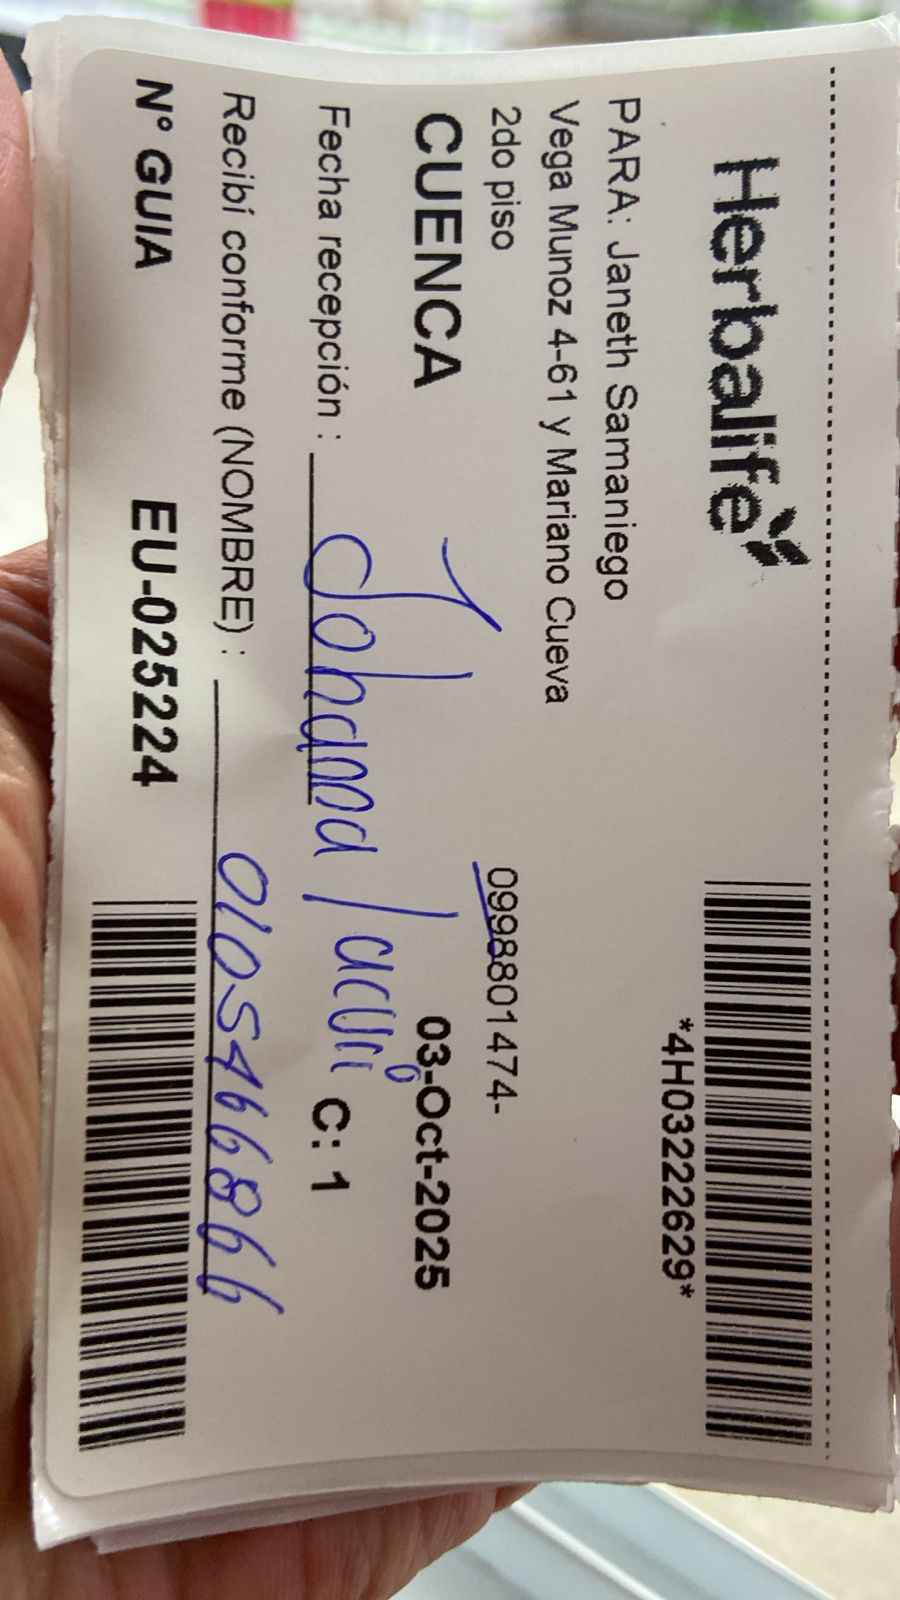 Herbalife
*4H03222629*
PARA: Janeth Samaniego
Vega Munoz 4-61 y Mariano Cueva
2do piso
0998801474-
CUENCA
03-Oct-2025
Fecha recepción :
Johanna
C: 1
Recibí conforme (NOMBRE) :
0105466866
Nº GUIA
EU-025224